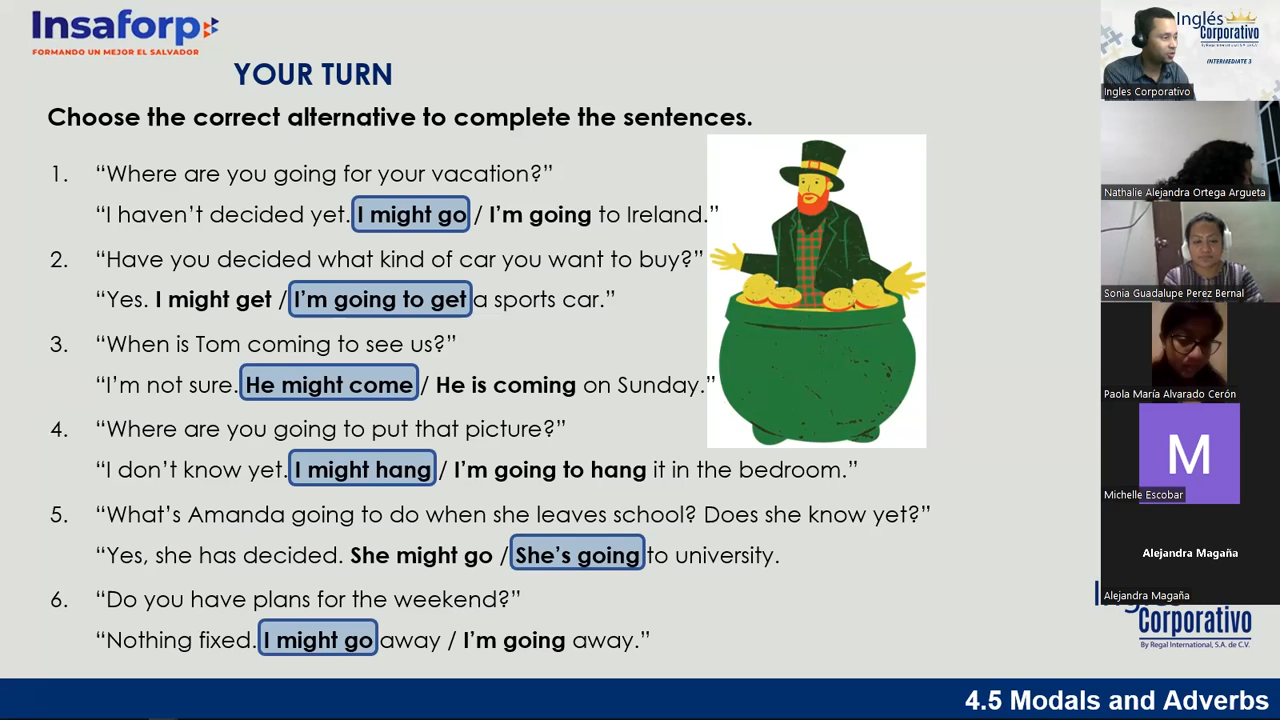 Insaforp
FORMANDO UN MEJOR EL SALVADOR
YOUR TURN
Choose the correct alternative to complete the sentences.
1. “Where are you going for your vacation?”
“I haven’t decided yet. I might go / I’m going to Ireland.”
2. “Have you decided what kind of car you want to buy?”
“Yes. I might get / I’m going to get a sports car.”
3. “When is Tom coming to see us?”
“I’m not sure. He might come / He is coming on Sunday.”
4. “Where are you going to put that picture?”
“I don’t know yet. I might hang / I’m going to hang it in the bedroom.”
5. “What’s Amanda going to do when she leaves school? Does she know yet?”
“Yes, she has decided. She might go / She’s going to university.
6. “Do you have plans for the weekend?”
“Nothing fixed. I might go away / I’m going away.”
Inglés
Corporativo
By Regal International, S.A. de C.V.
INTERMEDIATE 3
Ingles Corporativo
Nathalie Alejandra Ortega Argueta
Sonia Guadalupe Perez Bernal
Paola María Alvarado Cerón
M
Michelle Escobar
Alejandra Magaña
Alejandra Magaña
Corporativo
By Regal International, S.A. de C.V.
4.5 Modals and Adverbs